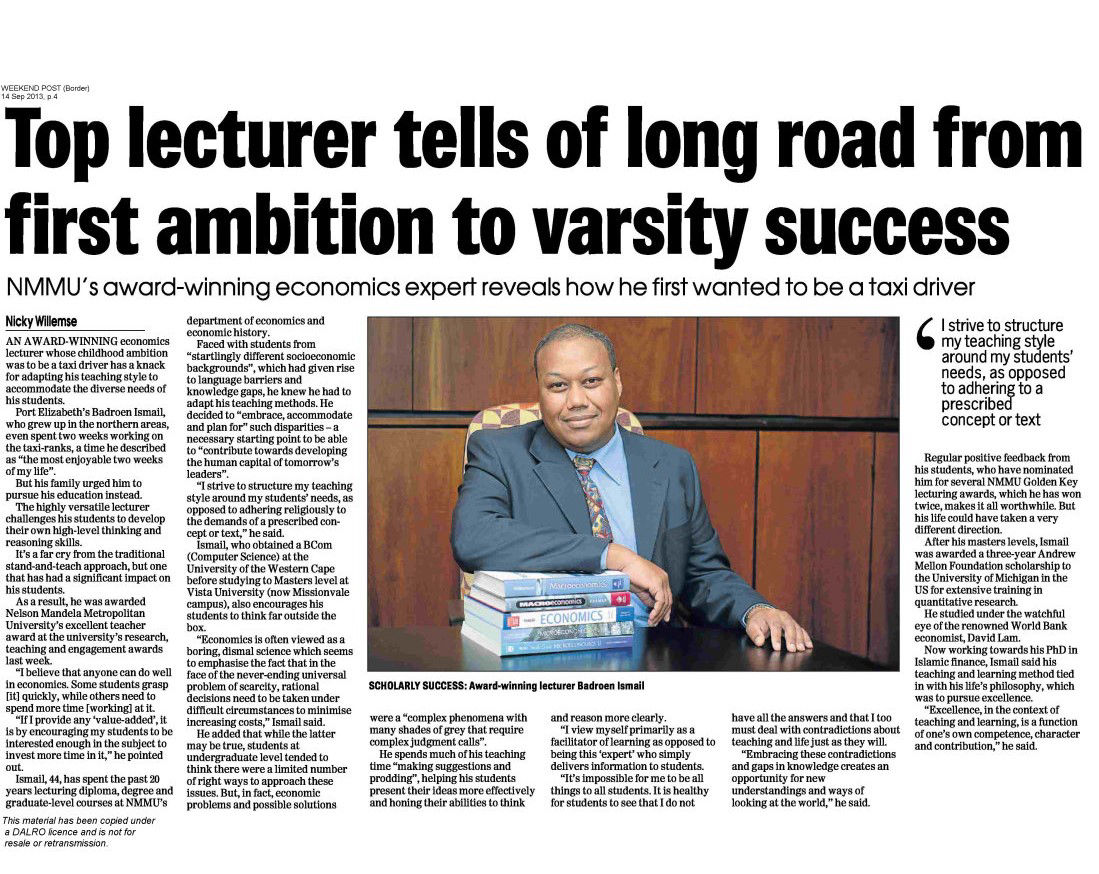 WEEKEND POST (Border)
14 Sep 2013, p.4
Top lecturer tells of long road from
first ambition to varsity success
NMMU's award-winning economics expert reveals how he first wanted to be a taxi driver
Nicky Willemse
AN AWARD-WINNING economics
lecturer whose childhood ambition
was to be a taxi driver has a knack
for adapting his teaching style to
accommodate the diverse needs of
his students.
Port Elizabeth's Badroen Ismail,
who grew up in the northern areas,
even spent two weeks working on
the taxi-ranks, a time he described
as "the most enjoyable two weeks
of my life".
But his family urged him to
pursue his education instead.
The highly versatile lecturer
challenges his students to develop
their own high-level thinking and
reasoning skills.
It's a far cry from the traditional
stand-and-teach approach, but one
that has had a significant impact on
his students.
As a result, he was awarded
Nelson Mandela Metropolitan
University's excellent teacher
award at the university's research,
teaching and engagement awards
last week.
"I believe that anyone can do well
in economics. Some students grasp
[it] quickly, while others need to
spend more time [working] at it.
"If I provide any 'value-added', it
is by encouraging my students to be
interested enough in the subject to
invest more time in it," he pointed
out.
Ismail, 44, has spent the past 20
years lecturing diploma, degree and
graduate-level courses at NMMU's
department of economics and
economic history.
Faced with students from
"startlingly different socioeconomic
backgrounds", which had given rise
to language barriers and
knowledge gaps, he knew he had to
adapt his teaching methods. He
decided to "embrace, accommodate
and plan for" such disparities – a
necessary starting point to be able
to "contribute towards developing
the human capital of tomorrow's
leaders".
"I strive to structure my teaching
style around my students' needs, as
opposed to adhering religiously to
the demands of a prescribed con-
cept or text," he said.
Ismail, who obtained a BCom
(Computer Science) at the
University of the Western Cape
before studying to Masters level at
Vista University (now Missionvale
campus), also encourages his
students to think far outside the
box.
"Economics is often viewed as a
boring, dismal science which seems
to emphasise the fact that in the
face of the never-ending universal
problem of scarcity, rational
decisions need to be taken under
difficult circumstances to minimise
increasing costs," Ismail said.
He added that while the latter
may be true, students at
undergraduate level tended to
think there were a limited number
of right ways to approach these
issues. But, in fact, economic
problems and possible solutions
Macroeconomics
MACROECONOMICS
ECONOMICS
MICROECONOMICS
SCHOLARLY SUCCESS: Award-winning lecturer Badroen Ismail
were a "complex phenomena with
many shades of grey that require
complex judgment calls".
He spends much of his teaching
time "making suggestions and
prodding", helping his students
present their ideas more effectively
and honing their abilities to think
and reason more clearly.
"I view myself primarily as a
facilitator of learning as opposed to
being this 'expert' who simply
delivers information to students.
"It's impossible for me to be all
things to all students. It is healthy
for students to see that I do not
have all the answers and that I too
must deal with contradictions about
teaching and life just as they will.
"Embracing these contradictions
and gaps in knowledge creates an
opportunity for new
understandings and ways of
looking at the world," he said.
‘ I strive to structure
my teaching style
around my students'
needs, as opposed
to adhering to a
prescribed
concept or text
Regular positive feedback from
his students, who have nominated
him for several NMMU Golden Key
lecturing awards, which he has won
twice, makes it all worthwhile. But
his life could have taken a very
different direction.
After his masters levels, Ismail
was awarded a three-year Andrew
Mellon Foundation scholarship to
the University of Michigan in the
US for extensive training in
quantitative research.
He studied under the watchful
eye of the renowned World Bank
economist, David Lam.
Now working towards his PhD in
Islamic finance, Ismail said his
teaching and learning method tied
in with his life's philosophy, which
was to pursue excellence.
"Excellence, in the context of
teaching and learning, is a function
of one's own competence, character
and contribution," he said.
This material has been copied under
a DALRO licence and is not for
resale or retransmission.